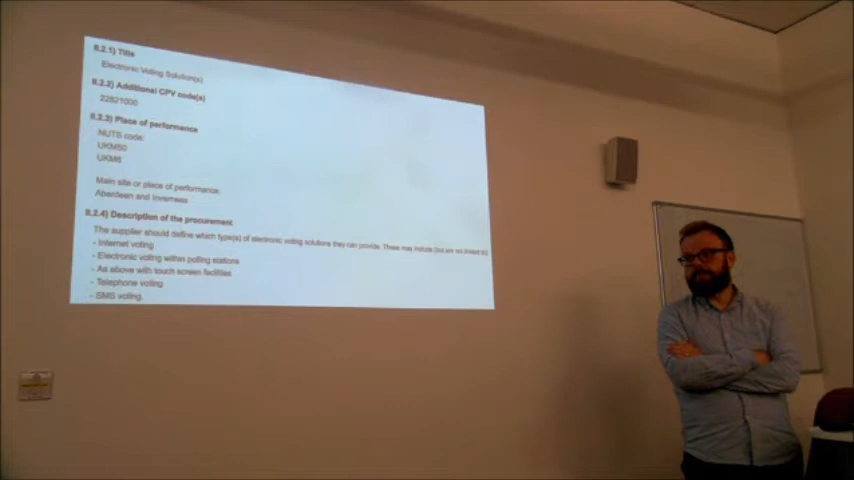 II.2.1) Title
Electronic Voting Solution(s)
II.2.2) Additional CPV code(s)
22821000
II.2.3) Place of performance
NUTS code:
UKM50
UKM6
Main site or place of performance:
Aberdeen and Inverness
II.2.4) Description of the procurement
The supplier should define which type(s) of electronic voting solutions they can provide. These may include (but are not limited to):
- Internet voting
- Electronic voting within polling stations
- As above with touch screen facilities
- Telephone voting
- SMS voting.